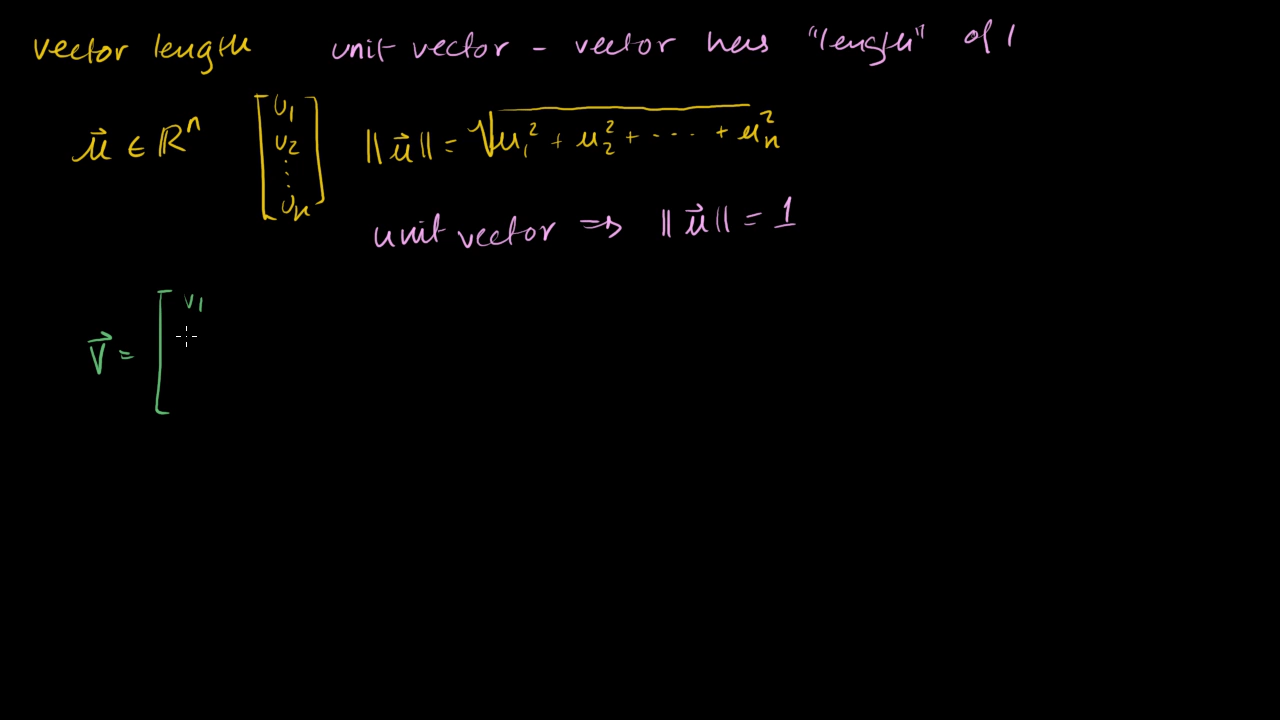 vector length unit vector - vector has "length" of 1
u⃗ ∈ ℝⁿ [u₁ u₂ ⋮ uₙ] ‖u⃗‖ = √(u₁² + u₂² + ⋯ + uₙ²)
unit vector ⇒ ‖u⃗‖ = 1
v⃗ = [v₁